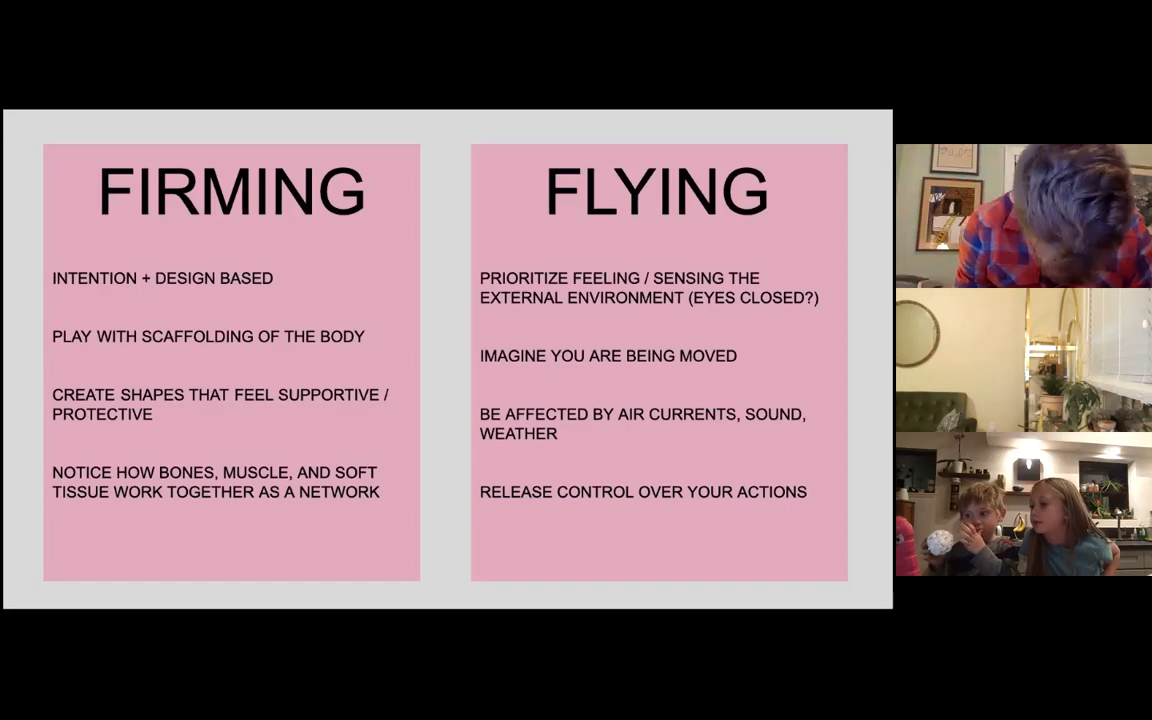 FIRMING
INTENTION + DESIGN BASED
PLAY WITH SCAFFOLDING OF THE BODY
CREATE SHAPES THAT FEEL SUPPORTIVE /
PROTECTIVE
NOTICE HOW BONES, MUSCLE, AND SOFT
TISSUE WORK TOGETHER AS A NETWORK
FLYING
PRIORITIZE FEELING / SENSING THE
EXTERNAL ENVIRONMENT (EYES CLOSED?)
IMAGINE YOU ARE BEING MOVED
BE AFFECTED BY AIR CURRENTS, SOUND,
WEATHER
RELEASE CONTROL OVER YOUR ACTIONS